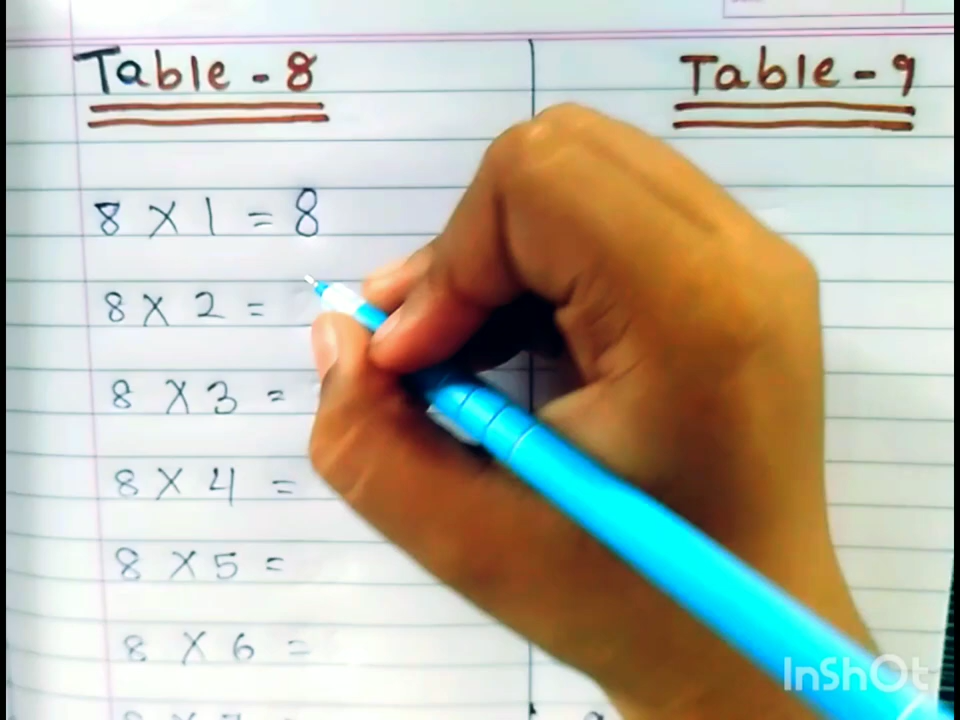 Table - 8
8 X 1 = 8
8 X 2 =
8 X 3 =
8 X 4 =
8 X 5 =
8 X 6 =
Table - 9
InShOt